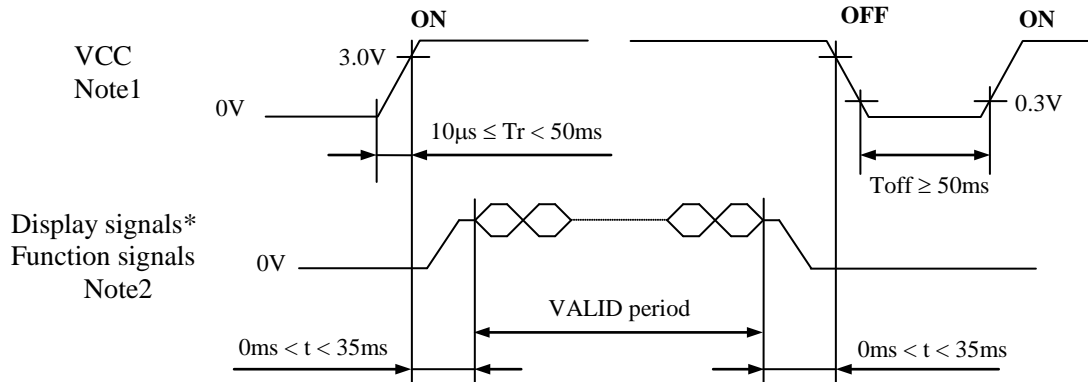 ON
OFF
ON
VCC
Note1
3.0V
0V
0.3V
10μs ≤ Tr < 50ms
Toff ≥ 50ms
Display signals*
Function signals
Note2
0V
VALID period
0ms < t < 35ms
0ms < t < 35ms